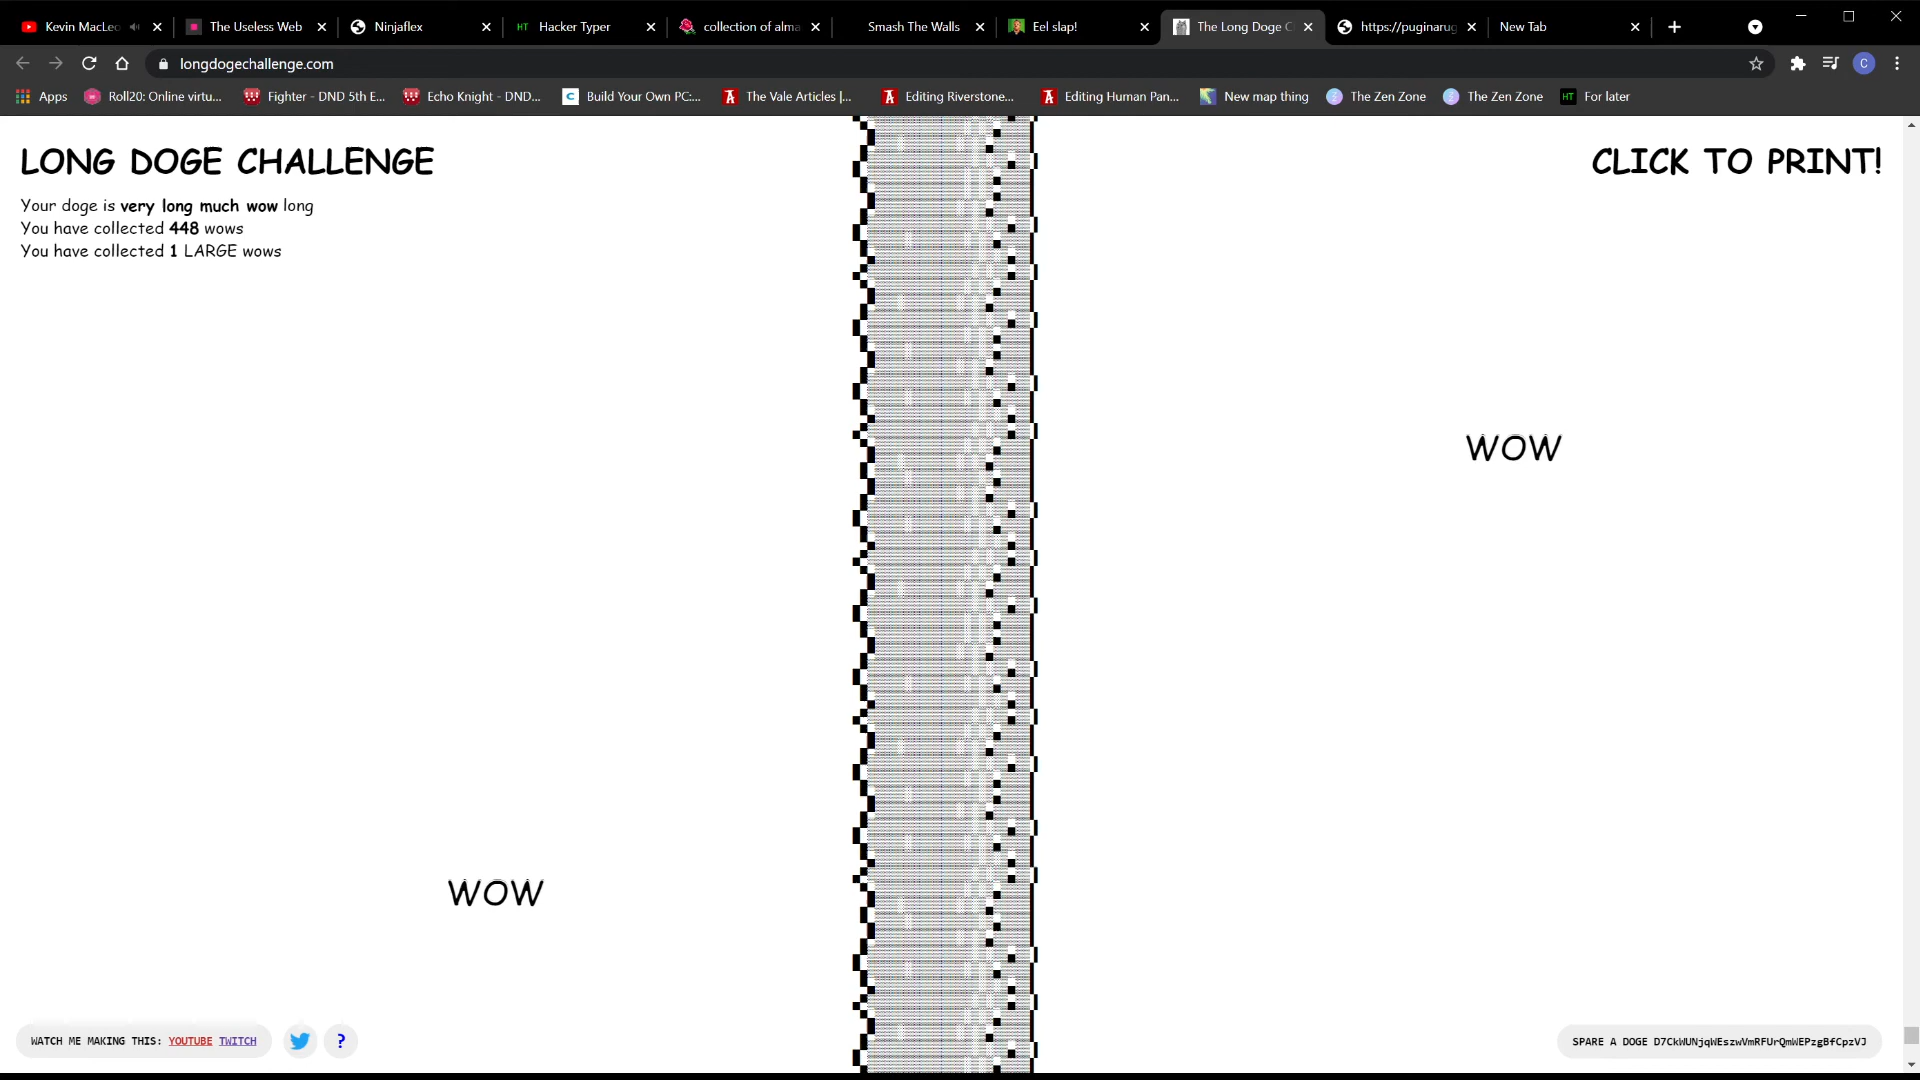 Kevin MacLeo
The Useless Web
Ninjaflex
Hacker Typer
collection of alma
Smash The Walls
Eel slap!
The Long Doge C
https://puginarug
New Tab
longdogechallenge.com
C
Apps
Roll20: Online virtu...
Fighter - DND 5th E...
Echo Knight - DND...
Build Your Own PC:...
The Vale Articles |...
Editing Riverstone...
Editing Human Pan...
New map thing
The Zen Zone
The Zen Zone
HT
For later
LONG DOGE CHALLENGE
CLICK TO PRINT!
Your doge is very long much wow long
You have collected 448 wows
You have collected 1 LARGE wows
WOW
WOW
WATCH ME MAKING THIS: YOUTUBE TWITCH
?
SPARE A DOGE D7CkWUNjqWEszwVmRFUrQmWEPzgBfCpzVJ